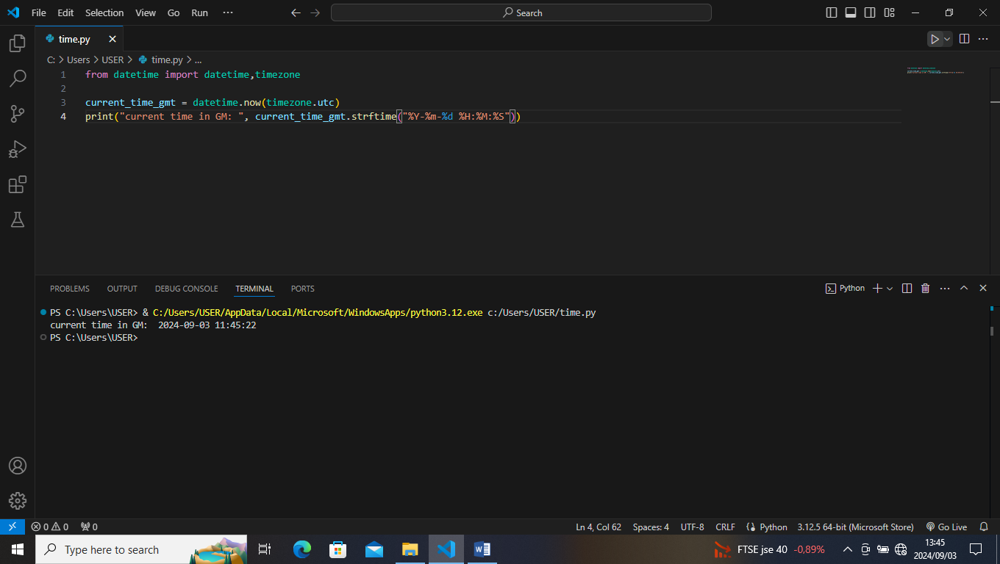 File Edit Selection View Go Run ··· Search
time.py
C: > Users > USER > time.py > ...
1 from datetime import datetime,timezone
2
3 current_time_gmt = datetime.now(timezone.utc)
4 print("current time in GM: ", current_time_gmt.strftime("%Y-%m-%d %H:%M:%S"))
PROBLEMS OUTPUT DEBUG CONSOLE TERMINAL PORTS Python
PS C:\Users\USER> & C:/Users/USER/AppData/Local/Microsoft/WindowsApps/python3.12.exe c:/Users/USER/time.py
current time in GM:  2024-09-03 11:45:22
PS C:\Users\USER>
0 0 0 Ln 4, Col 62 Spaces: 4 UTF-8 CRLF Python 3.12.5 64-bit (Microsoft Store) Go Live
Type here to search FTSE jse 40 -0,89% 13:45
2024/09/03